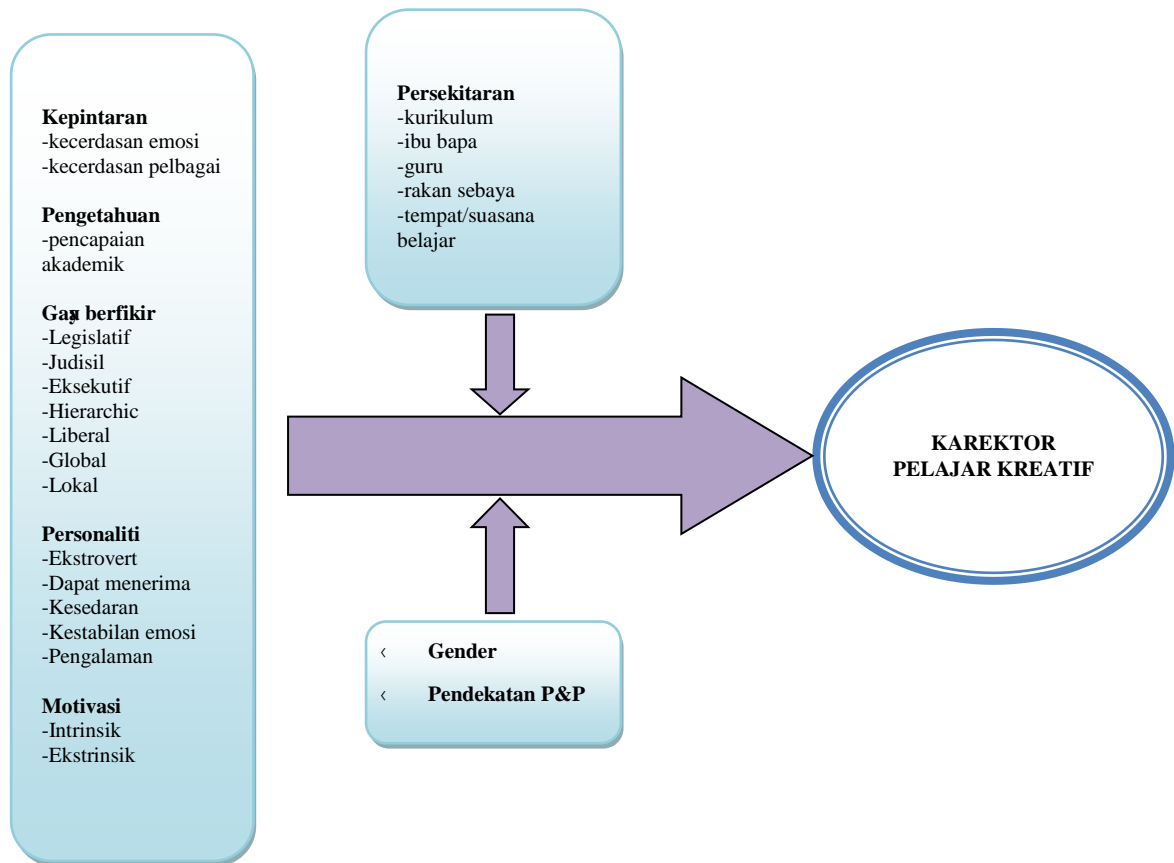 Kepintaran
-kecerdasan emosi
-kecerdasan pelbagai
Pengetahuan
-pencapaian
akademik
Gaya berfikir
-Legislatif
-Judisil
-Eksekutif
-Hierarchic
-Liberal
-Global
-Lokal
Personaliti
-Ekstrovert
-Dapat menerima
-Kesedaran
-Kestabilan emosi
-Pengalaman
Motivasi
-Intrinsik
-Ekstrinsik
Persekitaran
-kurikulum
-ibu bapa
-guru
-rakan sebaya
-tempat/suasana
belajar
‹ Gender
‹ Pendekatan P&P
KAREKTOR
PELAJAR KREATIF